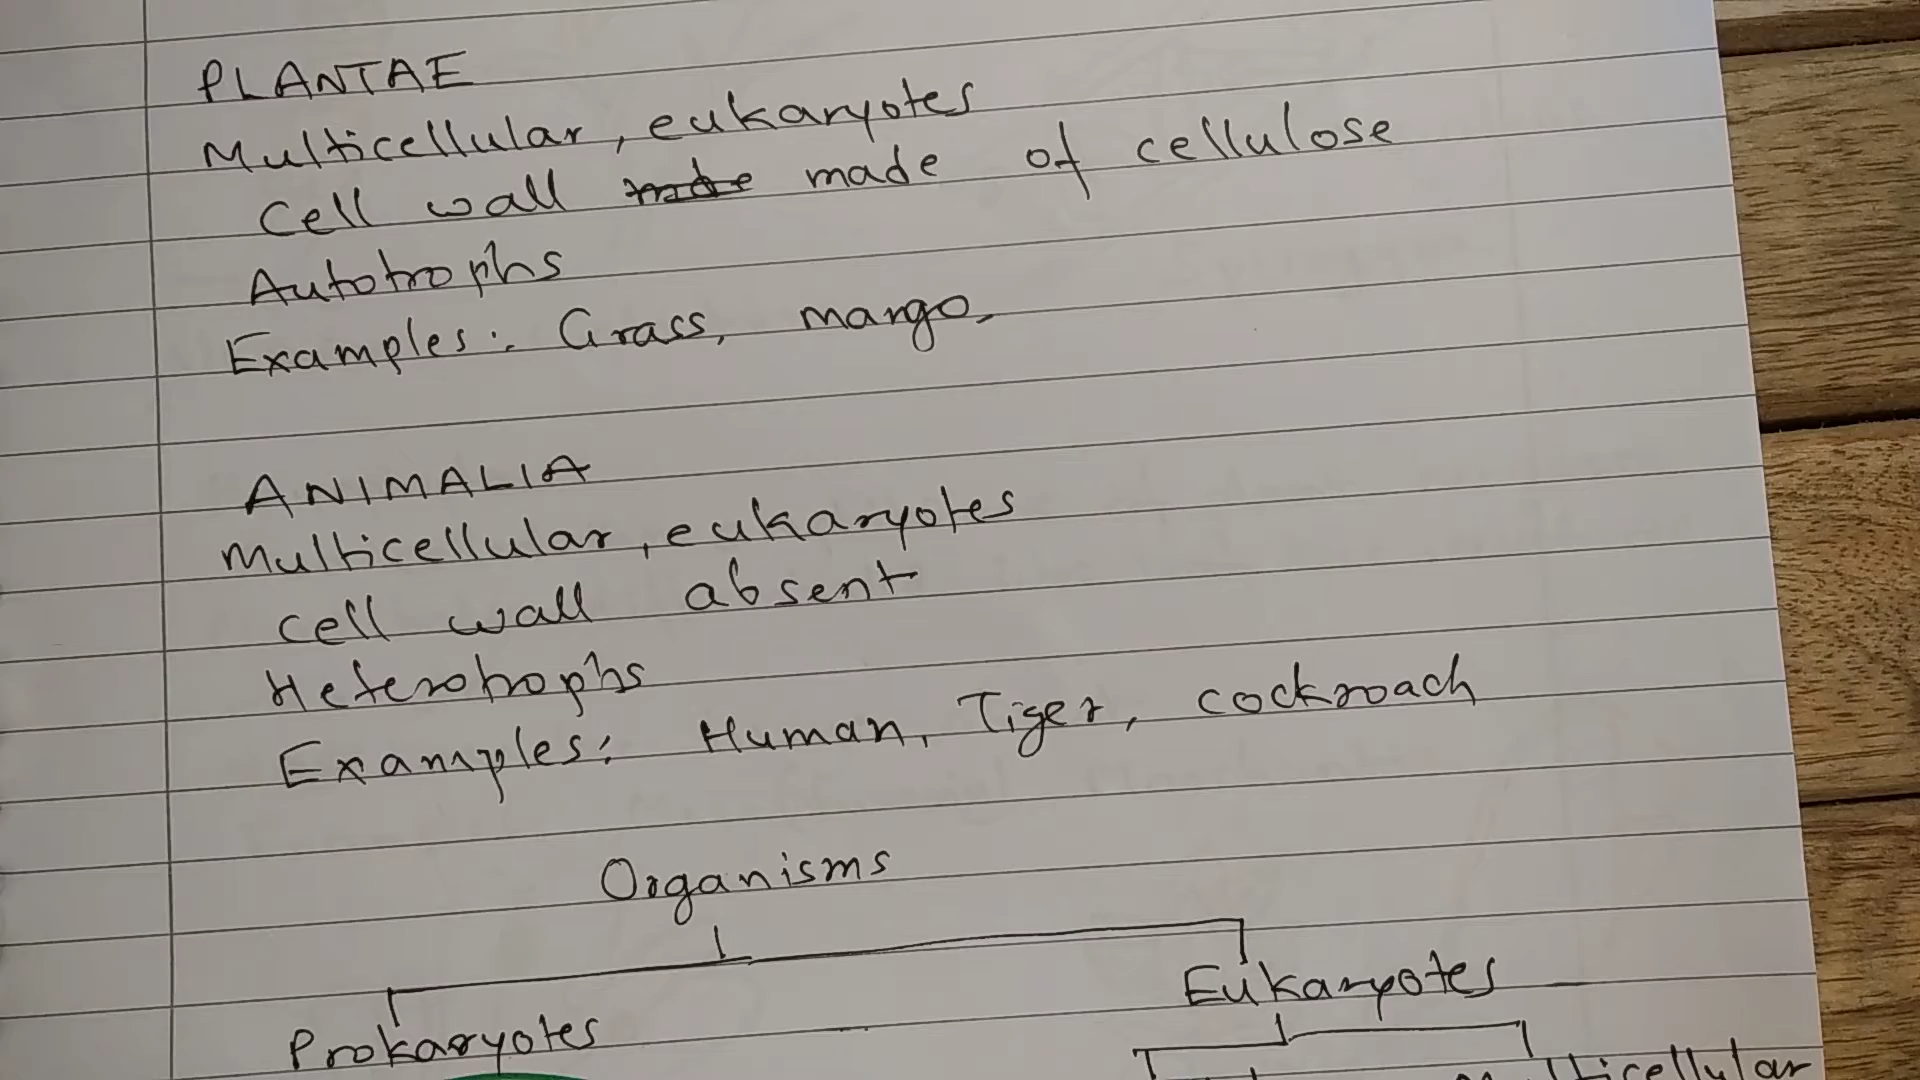 PLANTAE
Multicellular, eukaryotes
Cell wall made made of cellulose
Autotrophs
Examples: Grass, mango.
ANIMALIA
Multicellular, eukaryotes
cell wall absent
Heterotrophs
Examples: Human, Tiger, cockroach
Organisms
Prokaryotes Eukaryotes
Multicellular